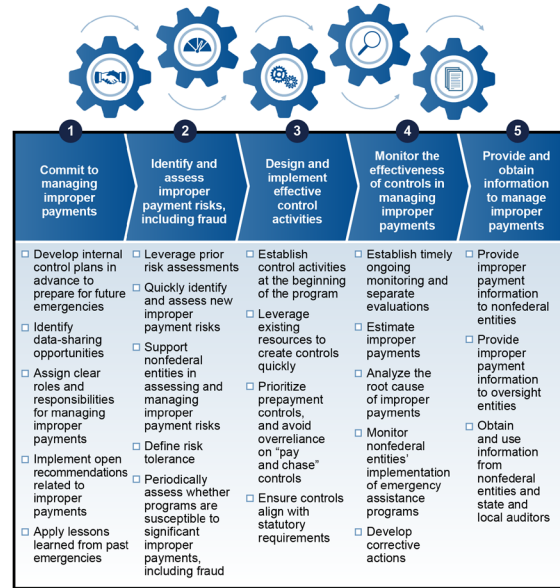 1
Commit to
managing
improper
payments
Develop internal
control plans in
advance to
prepare for future
emergencies
Identify
data-sharing
opportunities
Assign clear
roles and
responsibilities
for managing
improper
payments
Implement open
recommendations
related to
improper
payments
Apply lessons
learned from past
emergencies
2
Identify and
assess
improper
payment risks,
including fraud
Leverage prior
risk assessments
Quickly identify
and assess new
improper
payment risks
Support
nonfederal
entities in
assessing and
managing
improper
payment risks
Define risk
tolerance
Periodically
assess whether
programs are
susceptible to
significant
improper
payments,
including fraud
3
Design and
implement
effective
control
activities
Establish
control activities
at the beginning
of the program
Leverage
existing
resources to
create controls
quickly
Prioritize
prepayment
controls,
and avoid
overreliance
on “pay
and chase”
controls
Ensure controls
align with
statutory
requirements
4
Monitor the
effectiveness
of controls in
managing
improper
payments
Establish timely
ongoing
monitoring and
separate
evaluations
Estimate
improper
payments
Analyze the
root cause
of improper
payments
Monitor
nonfederal
entities’
implementation
of emergency
assistance
programs
Develop
corrective
actions
5
Provide and
obtain
information
to manage
improper
payments
Provide
improper
payment
information
to nonfederal
entities
Provide
improper
payment
information
to oversight
entities
Obtain
and use
information
from
nonfederal
entities and
state and
local auditors